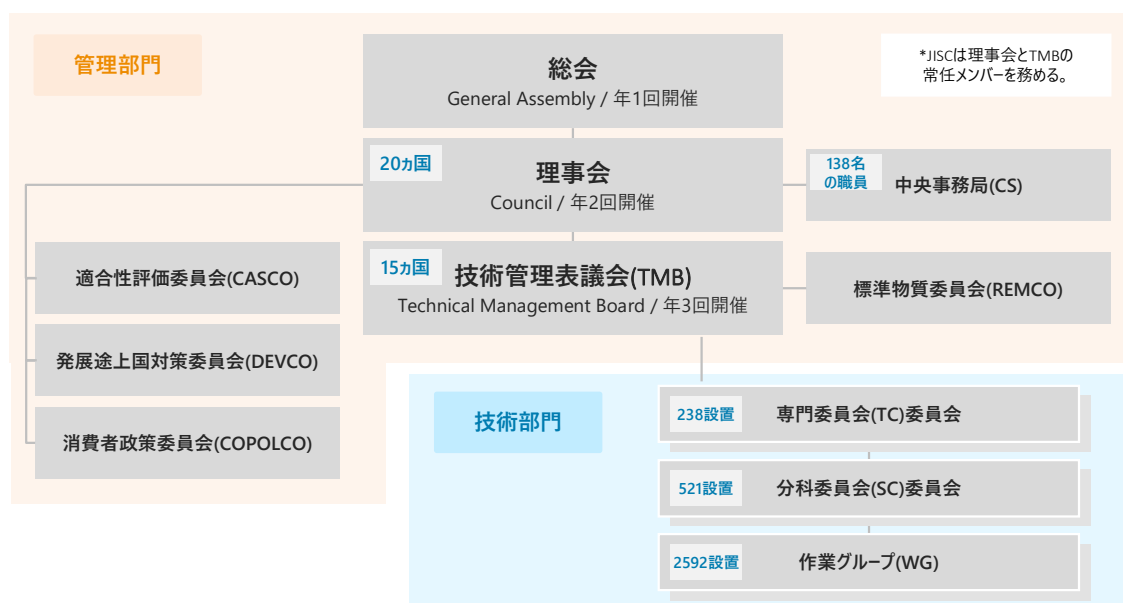 管理部門
総会
General Assembly / 年1回開催
*JISCは理事会とTMBの
常任メンバーを務める。
20ヵ国
理事会
Council / 年2回開催
138名
の職員
中央事務局(CS)
適合性評価委員会(CASCO)
15ヵ国
技術管理表議会(TMB)
Technical Management Board / 年3回開催
標準物質委員会(REMCO)
発展途上国対策委員会(DEVCO)
消費者政策委員会(COPOLCO)
技術部門
238設置
専門委員会(TC)委員会
521設置
分科委員会(SC)委員会
2592設置
作業グループ(WG)